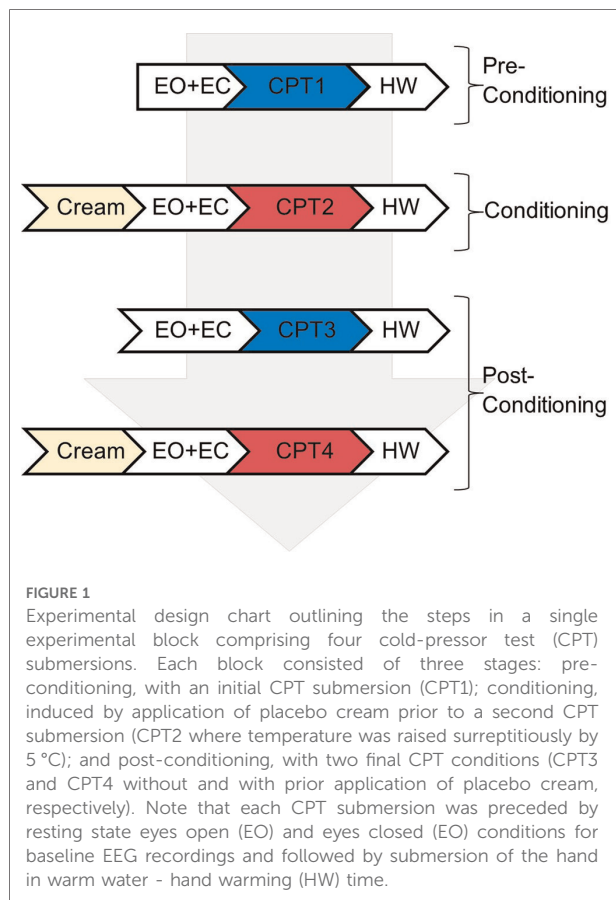 EO+EC CPT1 HW
Pre-
Conditioning
Cream EO+EC CPT2 HW
Conditioning
EO+EC CPT3 HW
Post-
Conditioning
Cream EO+EC CPT4 HW
FIGURE 1
Experimental design chart outlining the steps in a single
experimental block comprising four cold-pressor test (CPT)
submersions. Each block consisted of three stages: pre-
conditioning, with an initial CPT submersion (CPT1); conditioning,
induced by application of placebo cream prior to a second CPT
submersion (CPT2 where temperature was raised surreptitiously by
5 °C); and post-conditioning, with two final CPT conditions (CPT3
and CPT4 without and with prior application of placebo cream,
respectively). Note that each CPT submersion was preceded by
resting state eyes open (EO) and eyes closed (EO) conditions for
baseline EEG recordings and followed by submersion of the hand
in warm water - hand warming (HW) time.